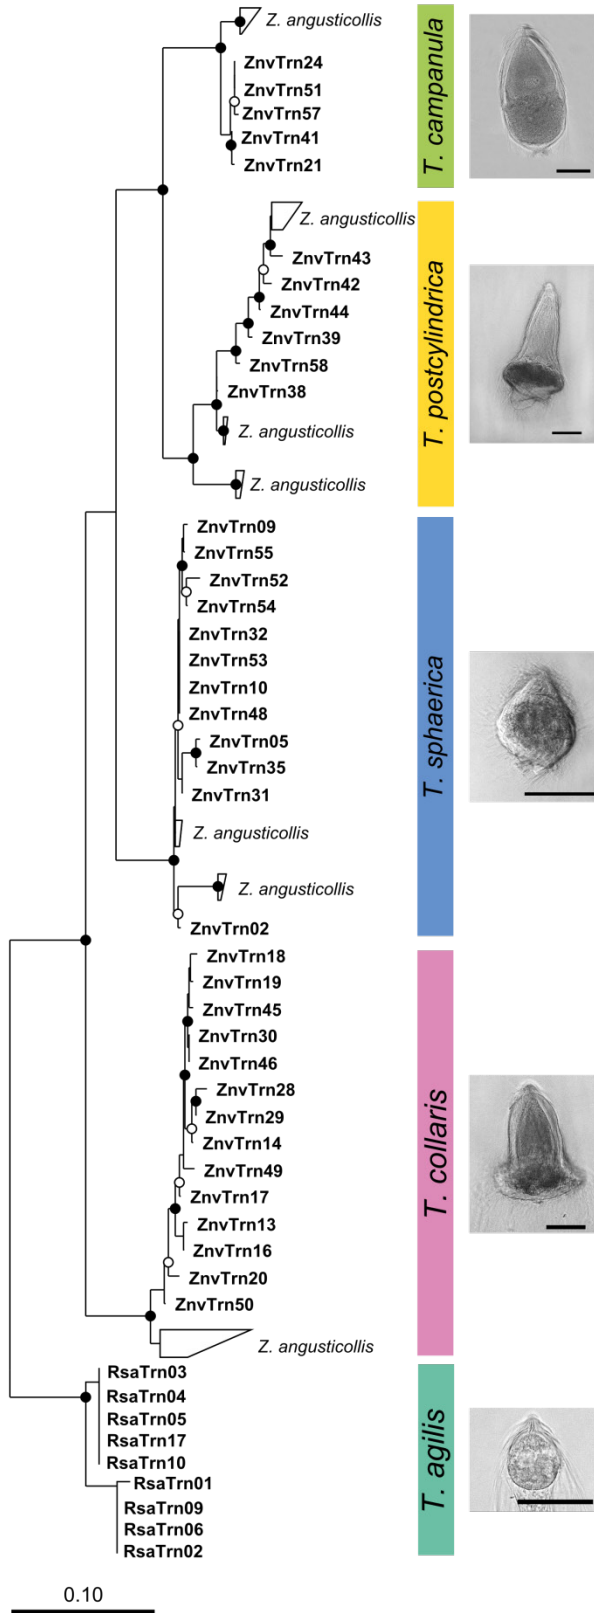 Z. angusticollis
ZnvTrn24
ZnvTrn51
ZnvTrn57
ZnvTrn41
ZnvTrn21
T. campanula
Z. angusticollis
ZnvTrn43
ZnvTrn42
ZnvTrn44
ZnvTrn39
ZnvTrn58
ZnvTrn38
Z. angusticollis
Z. angusticollis
T. postcylindrica
ZnvTrn09
ZnvTrn55
ZnvTrn52
ZnvTrn54
ZnvTrn32
ZnvTrn53
ZnvTrn10
ZnvTrn48
ZnvTrn05
ZnvTrn35
ZnvTrn31
Z. angusticollis
Z. angusticollis
ZnvTrn02
T. sphaerica
ZnvTrn18
ZnvTrn19
ZnvTrn45
ZnvTrn30
ZnvTrn46
ZnvTrn28
ZnvTrn29
ZnvTrn14
ZnvTrn49
ZnvTrn17
ZnvTrn13
ZnvTrn16
ZnvTrn20
ZnvTrn50
Z. angusticollis
T. collaris
RsaTrn03
RsaTrn04
RsaTrn05
RsaTrn17
RsaTrn10
RsaTrn01
RsaTrn09
RsaTrn06
RsaTrn02
T. agilis
0.10